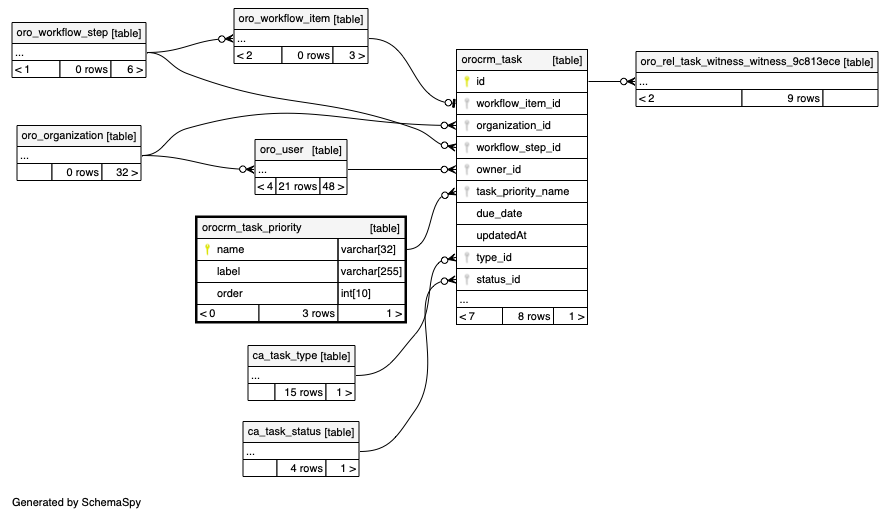 oro_workflow_step [table]
...
< 1 0 rows 6 >
oro_workflow_item [table]
...
< 2 0 rows 3 >
oro_organization [table]
...
0 rows 32 >
oro_user [table]
...
< 4 21 rows 48 >
orocrm_task_priority [table]
name varchar[32]
label varchar[255]
order int[10]
< 0 3 rows 1 >
ca_task_type [table]
...
15 rows 1 >
ca_task_status [table]
...
4 rows 1 >
orocrm_task [table]
id
workflow_item_id
organization_id
workflow_step_id
owner_id
task_priority_name
due_date
updatedAt
type_id
status_id
...
< 7 8 rows 1 >
oro_rel_task_witness_witness_9c813ece [table]
...
< 2 9 rows
Generated by SchemaSpy